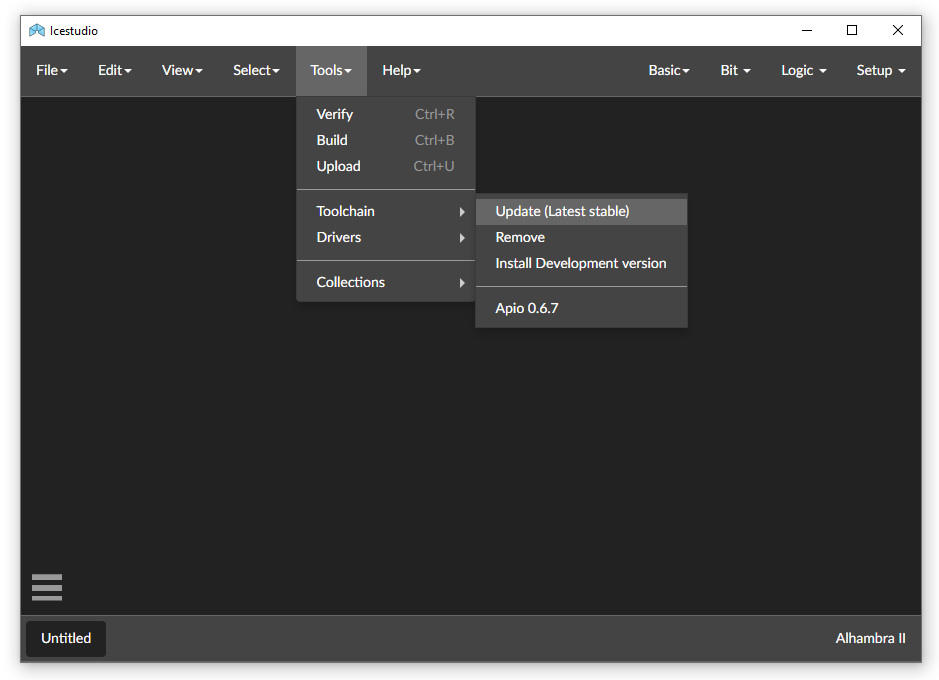 Icestudio
File Edit View Select Tools Help Basic Bit Logic Setup
Verify Ctrl+R
Build Ctrl+B
Upload Ctrl+U
Toolchain
Drivers
Collections
Update (Latest stable)
Remove
Install Development version
Apio 0.6.7
Untitled
Alhambra II